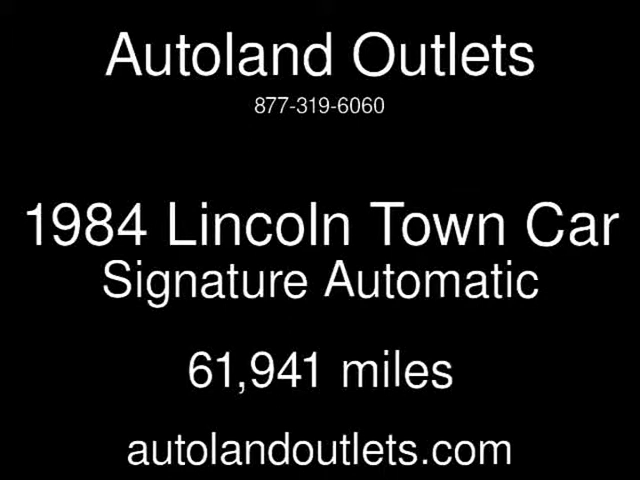 Autoland Outlets
877-319-6060
1984 Lincoln Town Car
Signature Automatic
61,941 miles
autolandoutlets.com